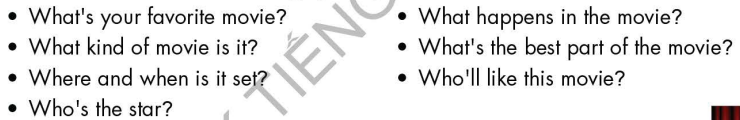 • What's your favorite movie?
• What kind of movie is it?
• Where and when is it set?
• Who's the star?
• What happens in the movie?
• What's the best part of the movie?
• Who'll like this movie?
TIẾNG